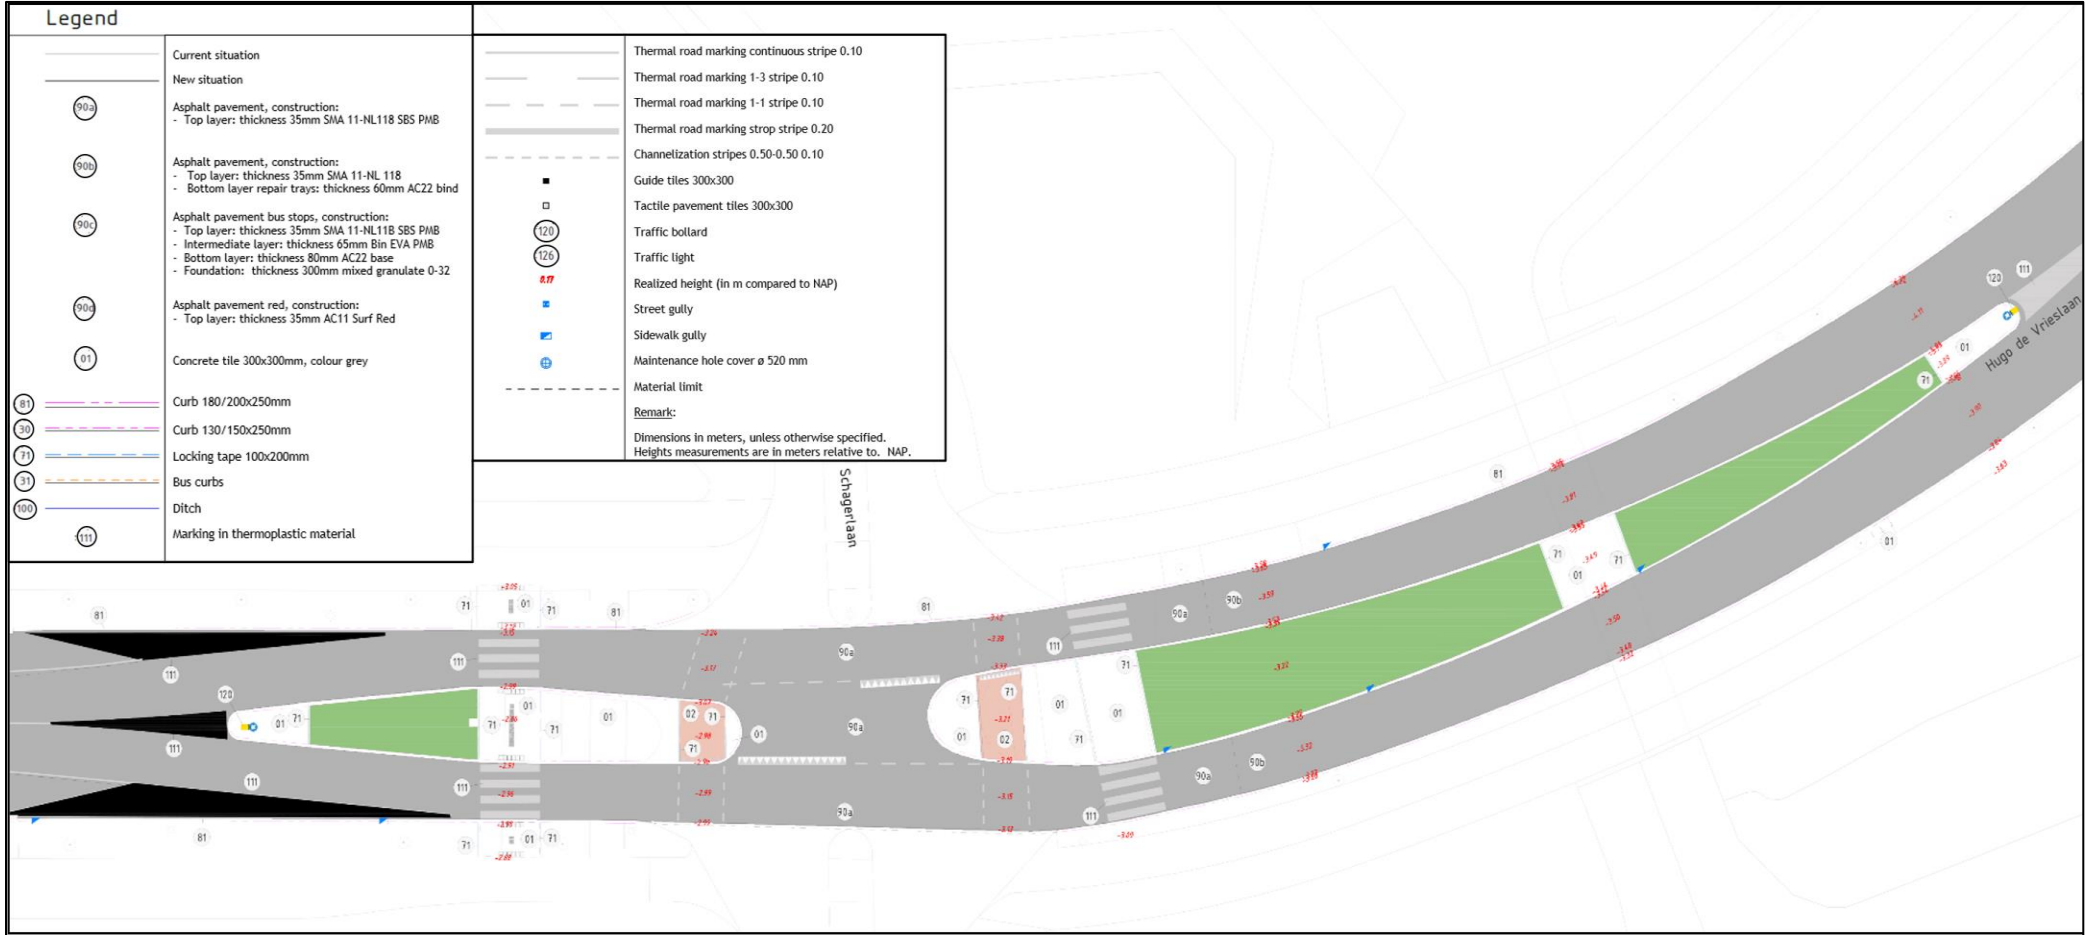 Legend
Current situation
New situation
90a
Asphalt pavement, construction:
- Top layer: thickness 35mm SMA 11-NL118 SBS PMB
90b
Asphalt pavement, construction:
- Top layer: thickness 35mm SMA 11-NL 118
- Bottom layer repair trays: thickness 60mm AC22 bind
90c
Asphalt pavement bus stops, construction:
- Top layer: thickness 35mm SMA 11-NL11B SBS PMB
- Intermediate layer: thickness 65mm Bin EVA PMB
- Bottom layer: thickness 80mm AC22 base
- Foundation: thickness 300mm mixed granulate 0-32
90d
Asphalt pavement red, construction:
- Top layer: thickness 35mm AC11 Surf Red
01
Concrete tile 300x300mm, colour grey
81
Curb 180/200x250mm
30
Curb 130/150x250mm
71
Locking tape 100x200mm
31
Bus curbs
100
Ditch
111
Marking in thermoplastic material
Thermal road marking continuous stripe 0.10
Thermal road marking 1-3 stripe 0.10
Thermal road marking 1-1 stripe 0.10
Thermal road marking strop stripe 0.20
Channelization stripes 0.50-0.50 0.10
Guide tiles 300x300
Tactile pavement tiles 300x300
120
Traffic bollard
126
Traffic light
0.17
Realized height (in m compared to NAP)
Street gully
Sidewalk gully
Maintenance hole cover ø 520 mm
Material limit
Remark:
Dimensions in meters, unless otherwise specified.
Heights measurements are in meters relative to. NAP.
Schagerlaan
Hugo de Vrieslaan
120
111
01
71
81
71
01
71
01
81
71
01
71
81
81
90a
90b
111
111
90a
111
120
01
71
71
01
71
01
02
71
71
01
90a
71
01
71
02
01
71
01
71
111
111
111
90a
111
90a
90b
81
71
01
71
-3.22
-3.21
-2.98
-2.99
-3.15